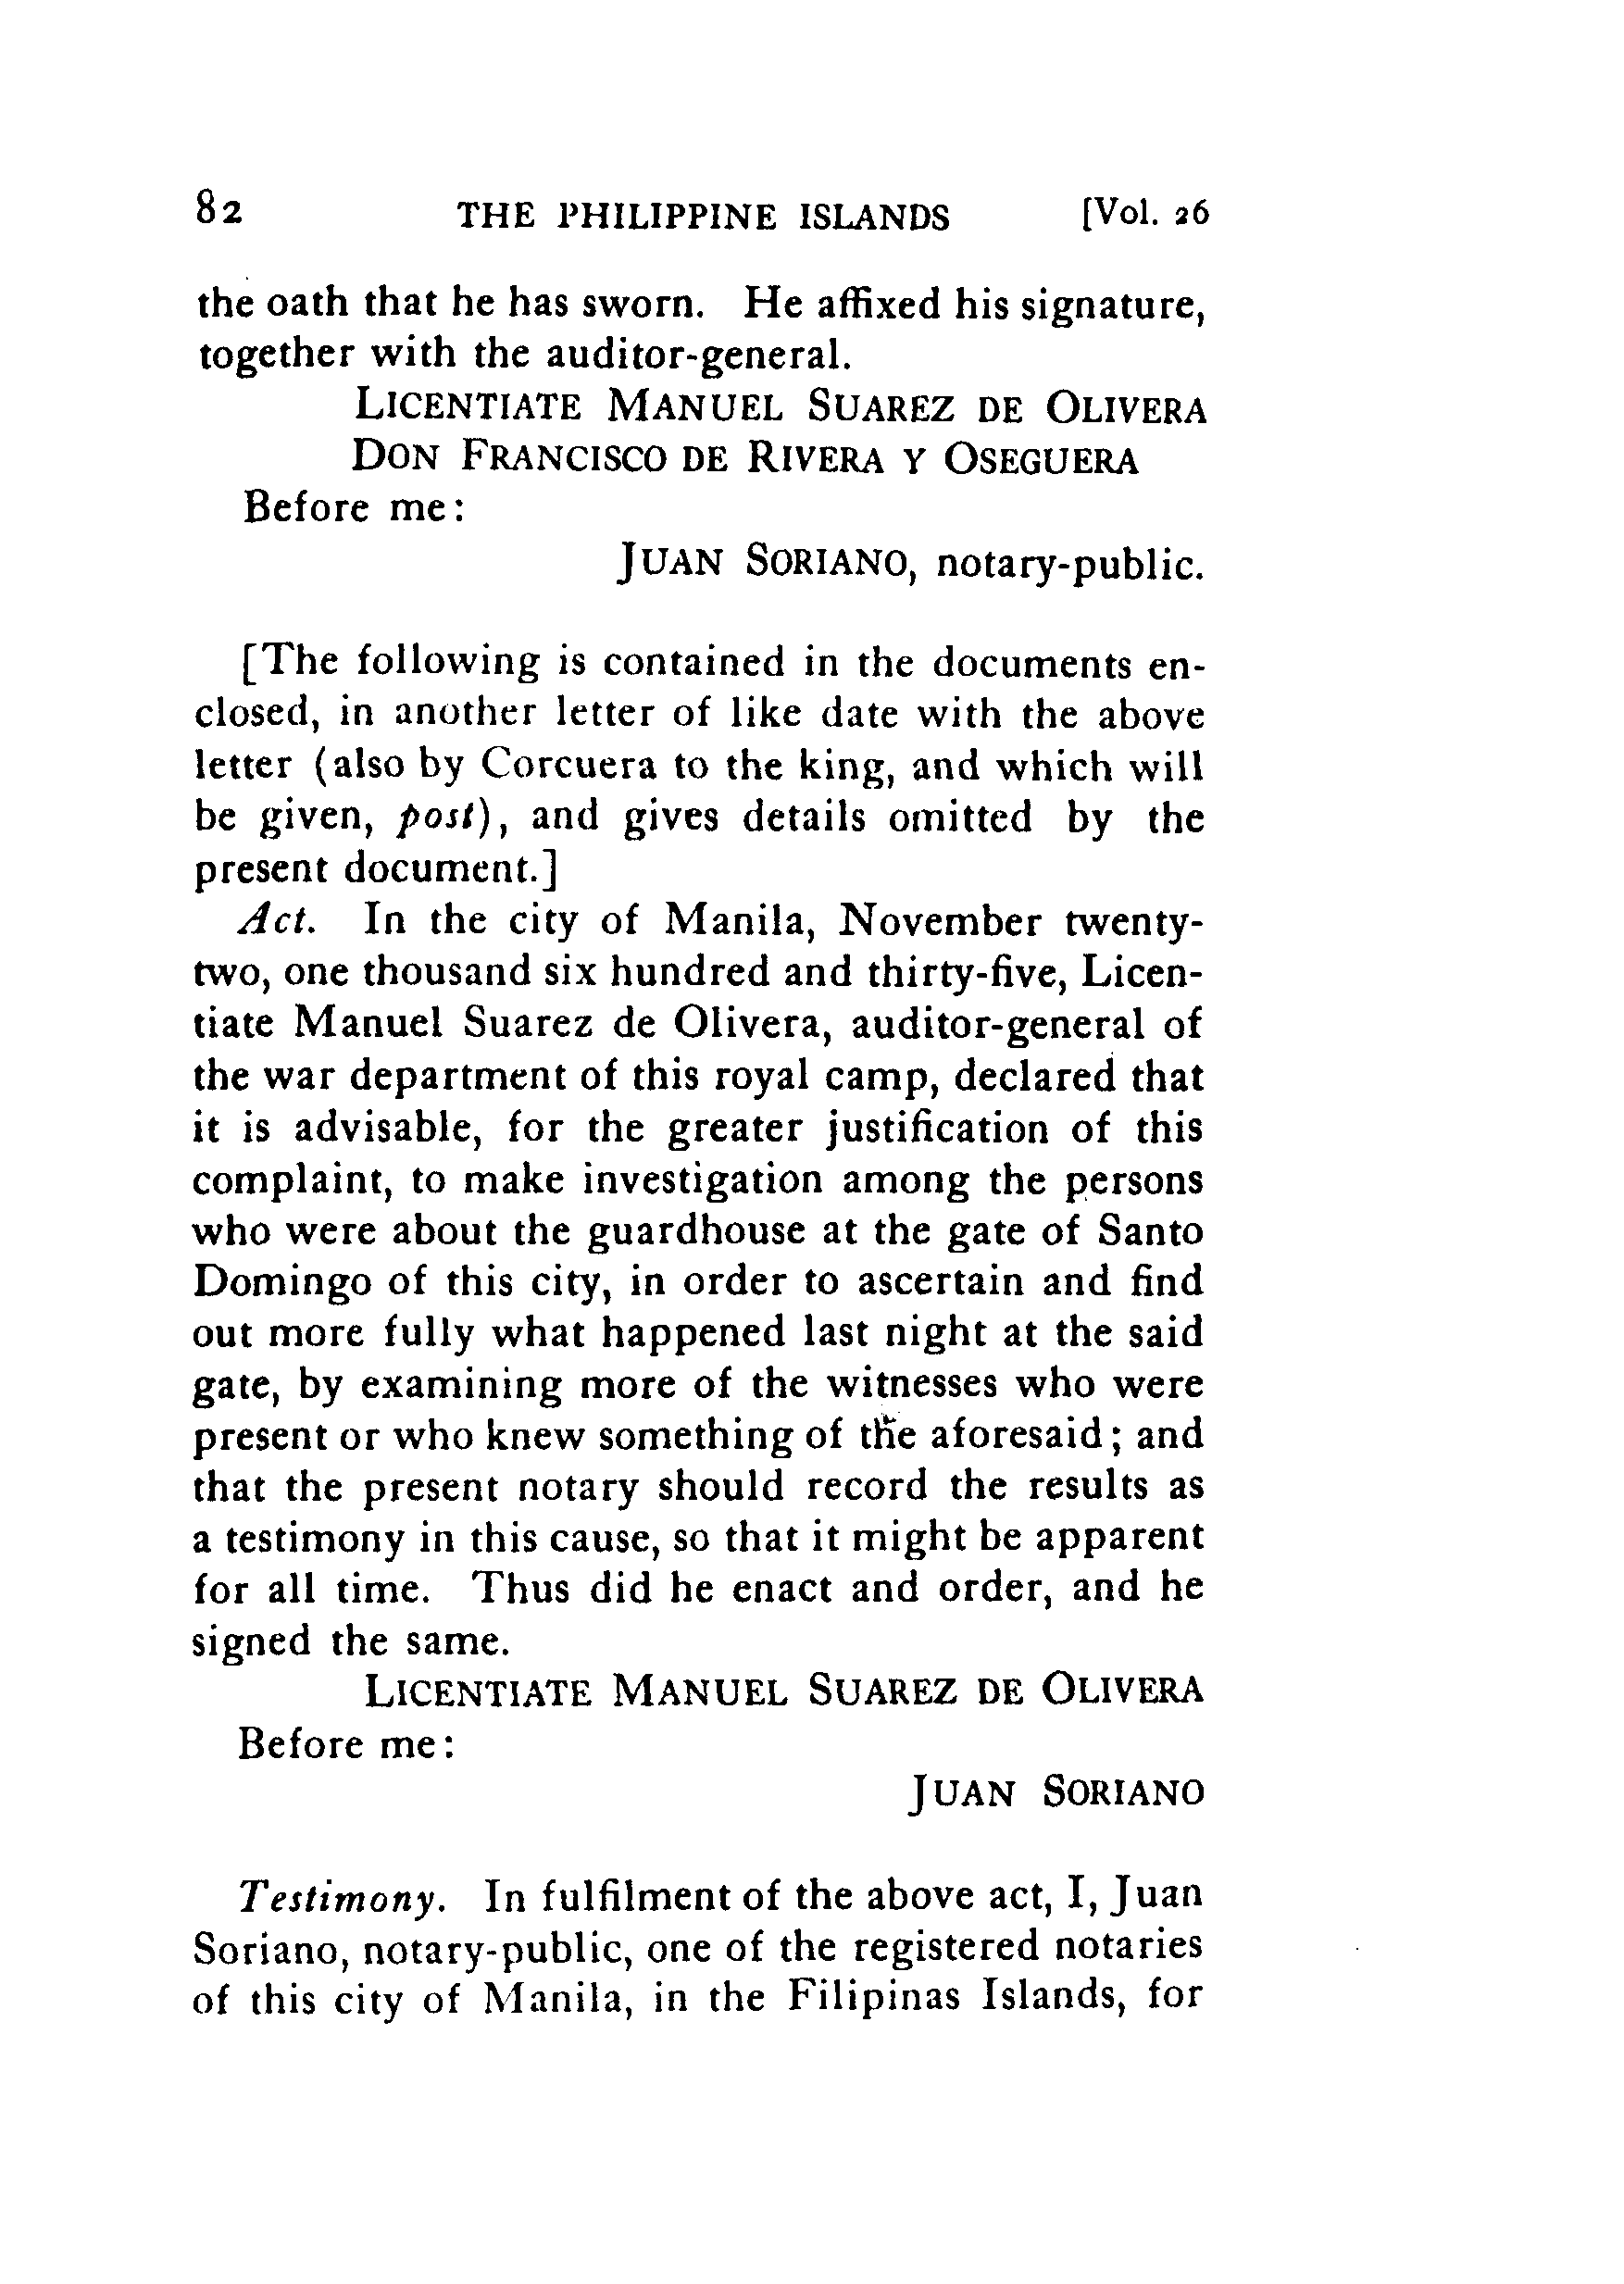 82 THE PHILIPPINE ISLANDS [Vol. 26
the oath that he has sworn. He affixed his signature,
together with the auditor-general.
LICENTIATE MANUEL SUAREZ DE OLIVERA
DON FRANCISCO DE RIVERA Y OSEGUERA
Before me:
JUAN SORIANO, notary-public.
[The following is contained in the documents en-
closed, in another letter of like date with the above
letter (also by Corcuera to the king, and which will
be given, post), and gives details omitted by the
present document.]
Act. In the city of Manila, November twenty-
two, one thousand six hundred and thirty-five, Licen-
tiate Manuel Suarez de Olivera, auditor-general of
the war department of this royal camp, declared that
it is advisable, for the greater justification of this
complaint, to make investigation among the persons
who were about the guardhouse at the gate of Santo
Domingo of this city, in order to ascertain and find
out more fully what happened last night at the said
gate, by examining more of the witnesses who were
present or who knew something of the aforesaid; and
that the present notary should record the results as
a testimony in this cause, so that it might be apparent
for all time. Thus did he enact and order, and he
signed the same.
LICENTIATE MANUEL SUAREZ DE OLIVERA
Before me:
JUAN SORIANO
Testimony. In fulfilment of the above act, I, Juan
Soriano, notary-public, one of the registered notaries
of this city of Manila, in the Filipinas Islands, for